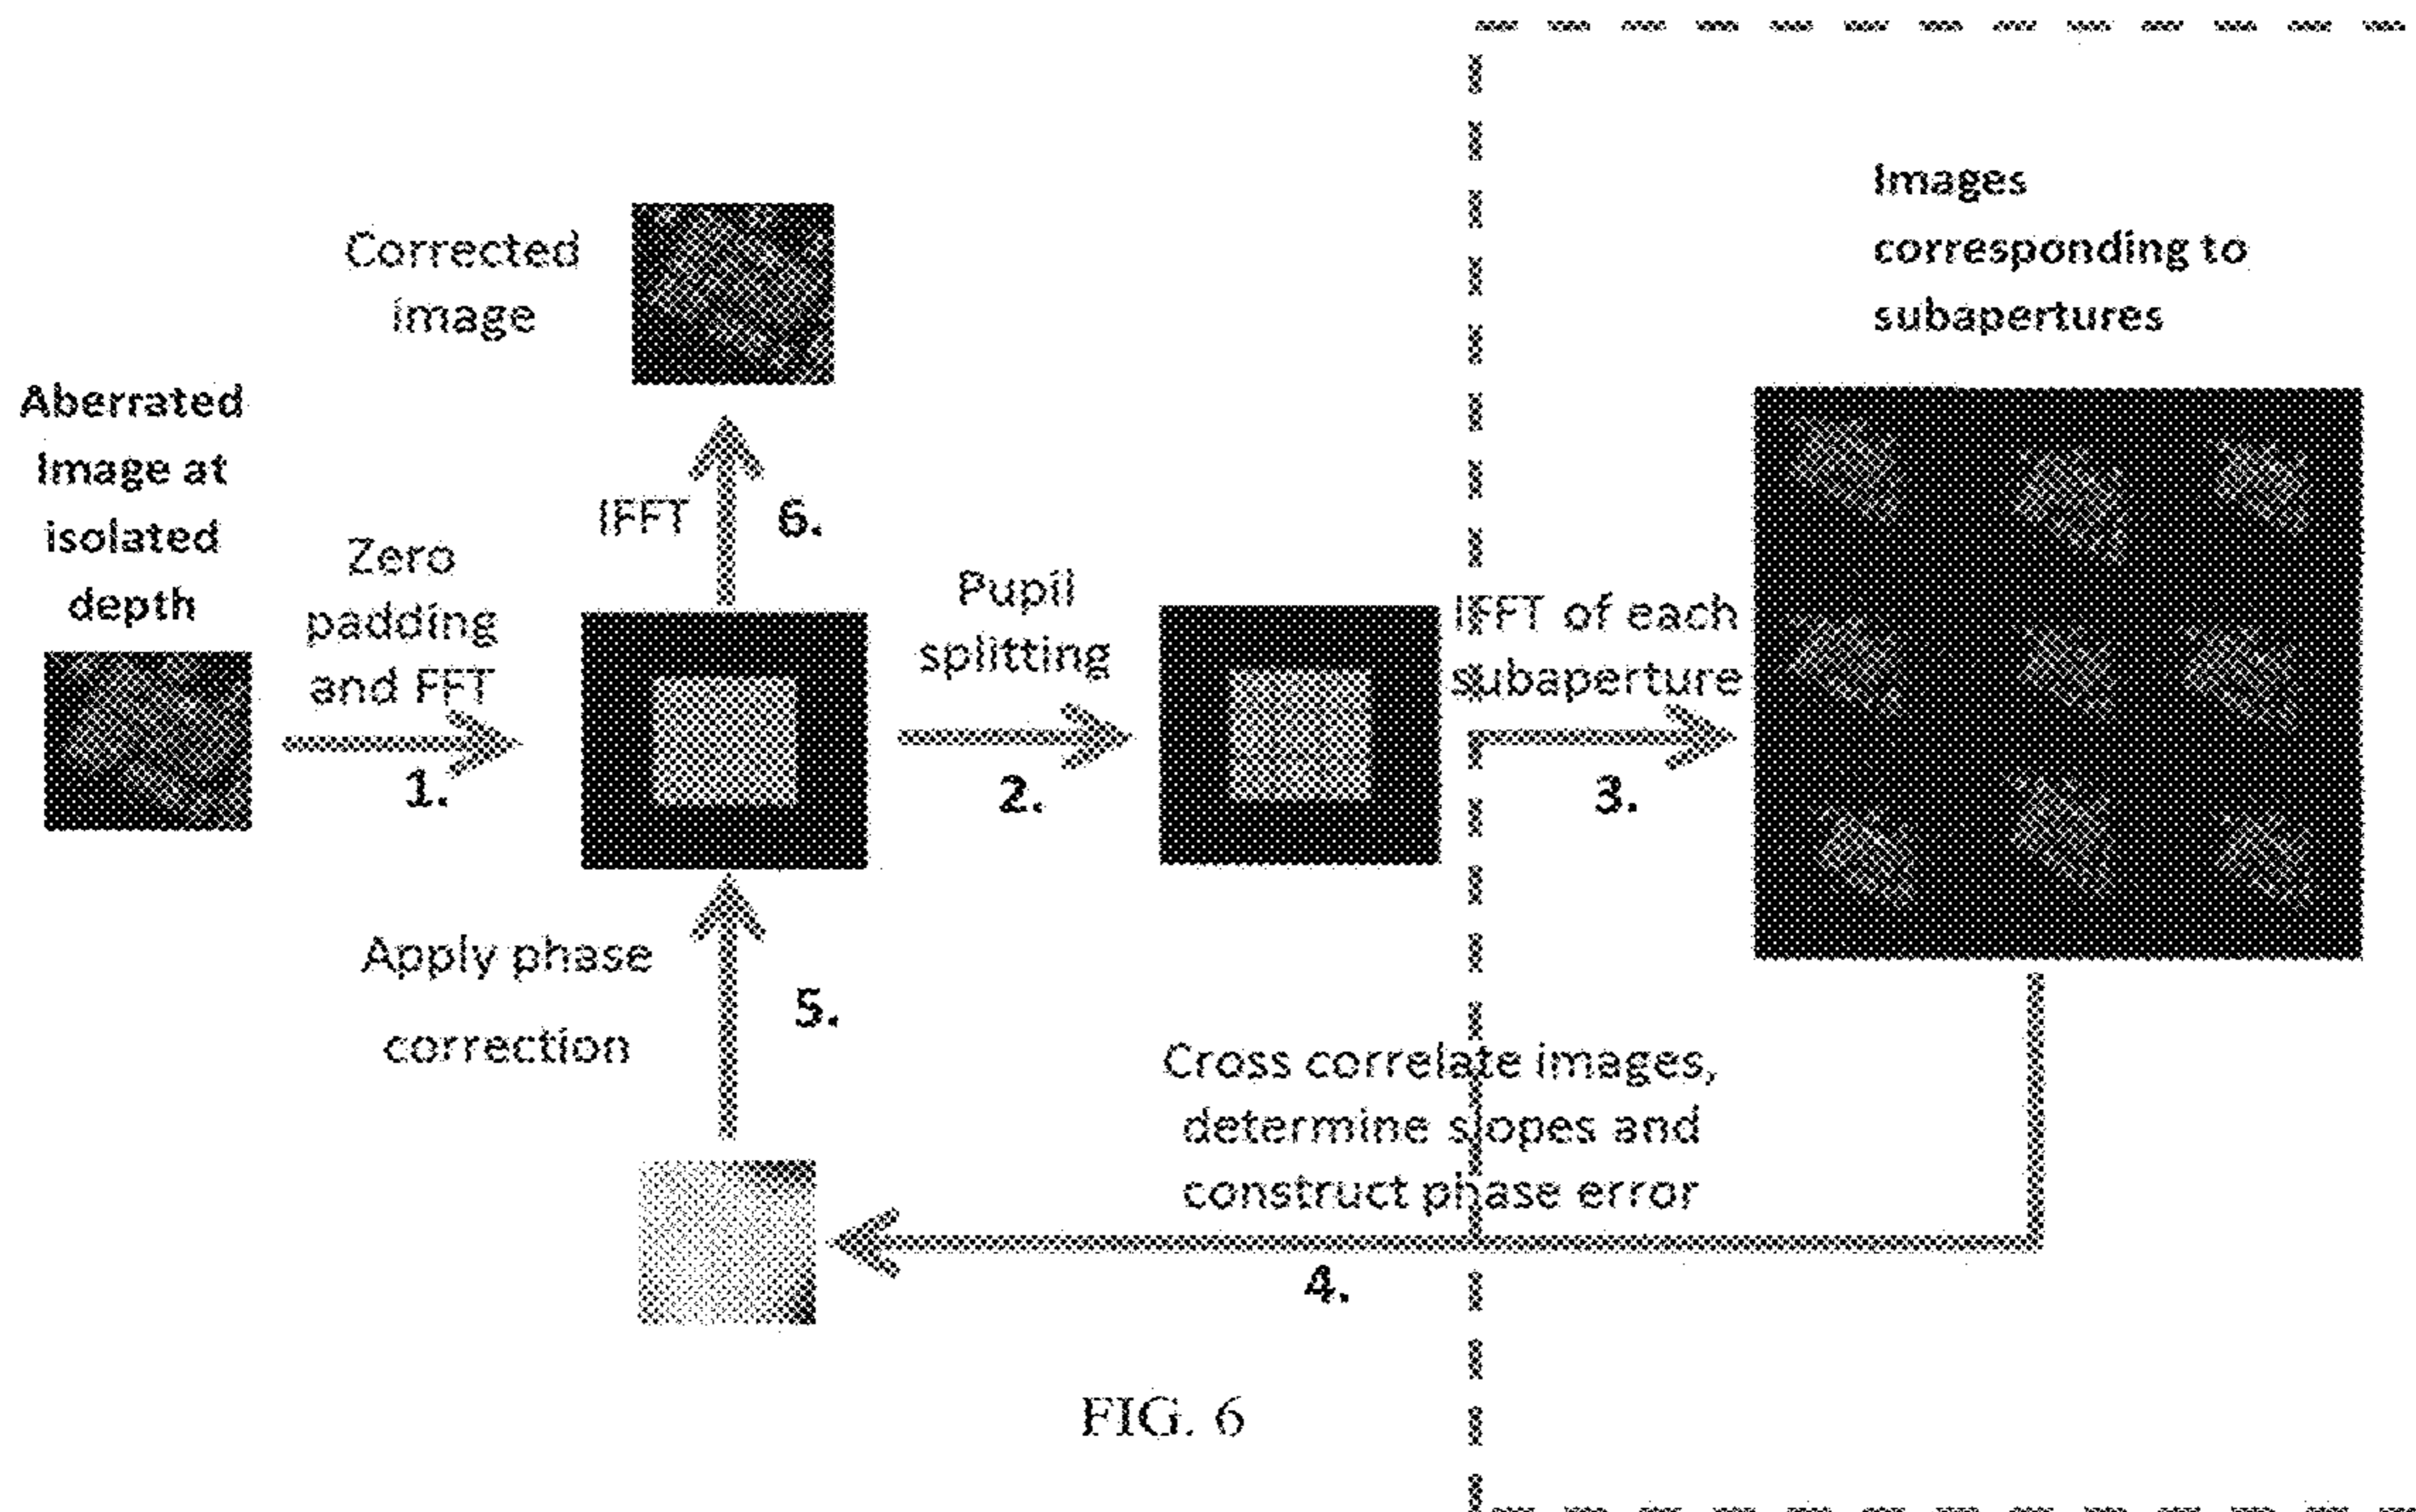 Images
corresponding to
subapertures
Corrected
image
Aberrated
Image at
isolated
depth
IFFT 6.
Zero
padding
and FFT
1.
Pupil
splitting
2.
IFFT of each
subaperture
3.
Apply phase
correction
5.
Cross correlate images,
determine slopes and
construct phase error
4.
FIG. 6